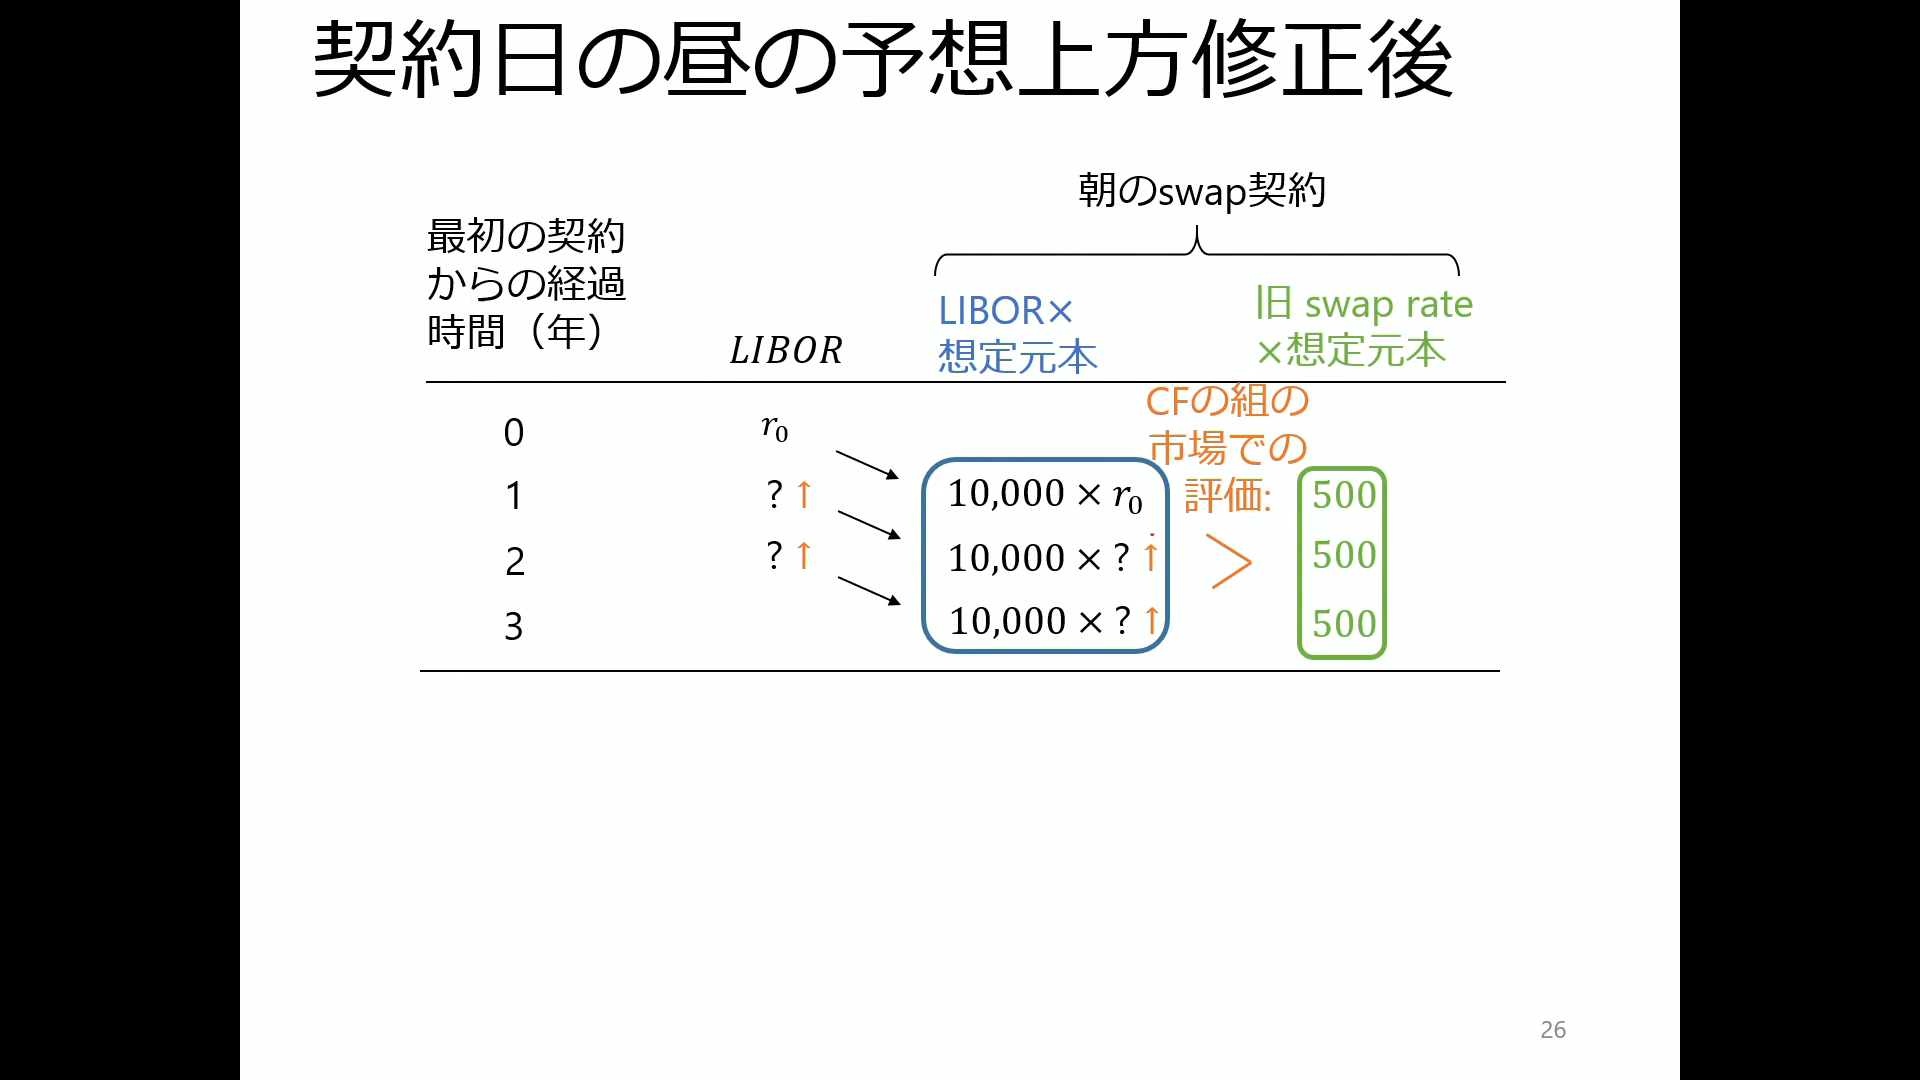 契約日の昼の予想上方修正後
朝のswap契約
最初の契約
からの経過
時間（年）
LIBOR
LIBOR×
想定元本
旧 swap rate
×想定元本
CFの組の
市場での
評価:
0 r₀
1 ? ↑ 10,000 × r₀ 500
2 ? ↑ 10,000 × ? ↑ > 500
3 10,000 × ? ↑ 500
26